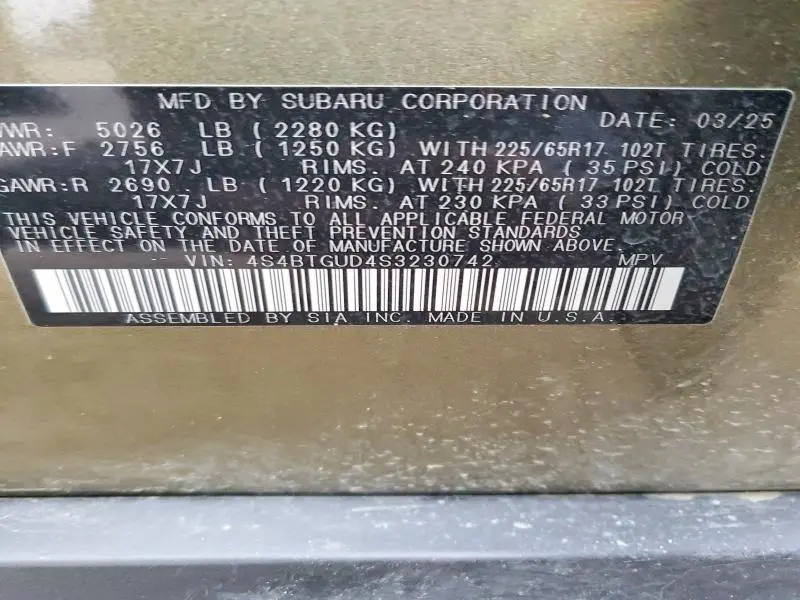 MFD BY SUBARU CORPORATION
DATE: 03/25
VWR: 5026 LB ( 2280 KG)
AWR:F 2756 LB ( 1250 KG) WITH 225/65R17 102T TIRES.
17X7J RIMS. AT 240 KPA ( 35 PSI) COLD
GAWR:R 2690 LB ( 1220 KG) WITH 225/65R17 102T TIRES.
17X7J RIMS. AT 230 KPA ( 33 PSI) COLD
THIS VEHICLE CONFORMS TO ALL APPLICABLE FEDERAL MOTOR
VEHICLE SAFETY AND THEFT PREVENTION STANDARDS
IN EFFECT ON THE DATE OF MANUFACTURE SHOWN ABOVE.
VIN: 4S4BTGUD4S3230742 MPV
ASSEMBLED BY SIA INC. MADE IN U.S.A.